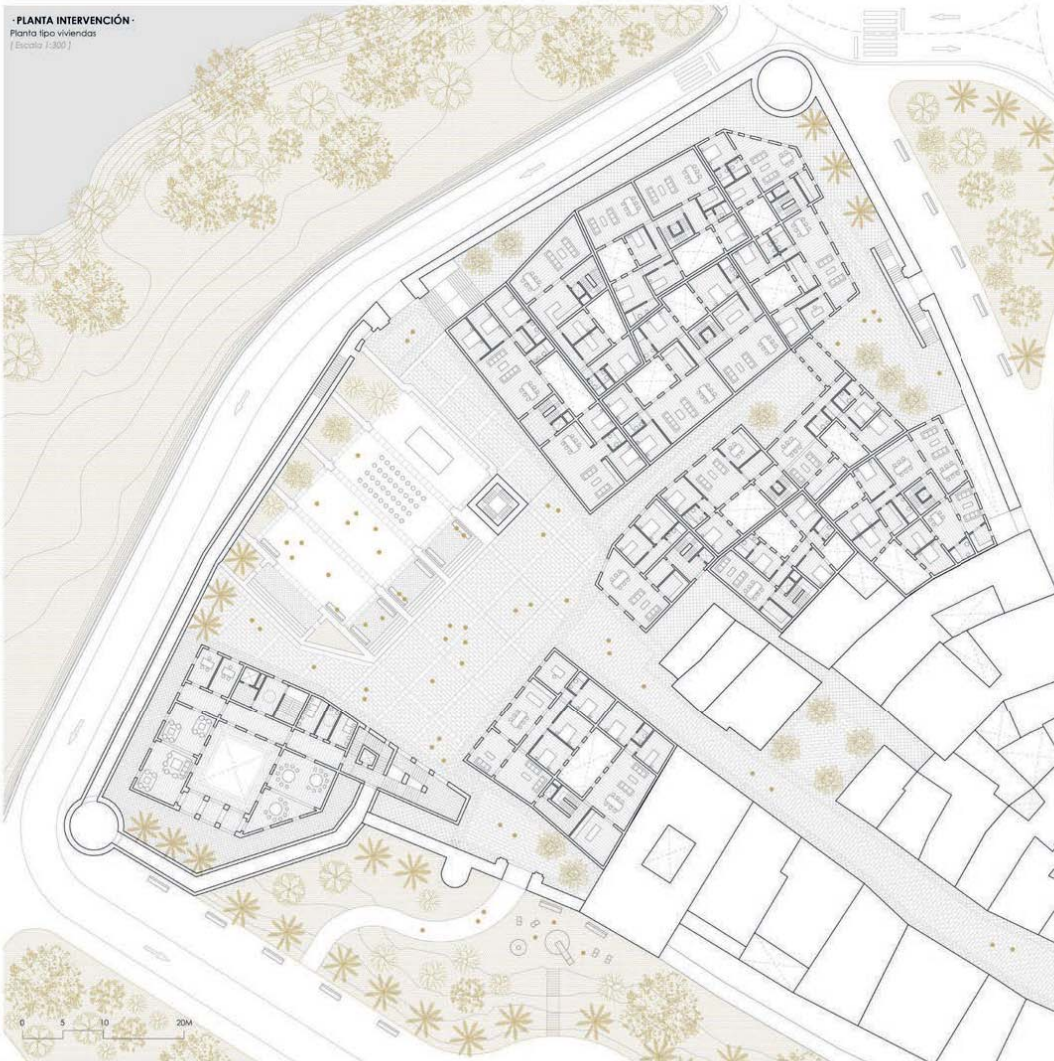 ·PLANTA INTERVENCIÓN·
Planta tipo viviendas
[ Escala 1:300 ]
0 5 10 20M